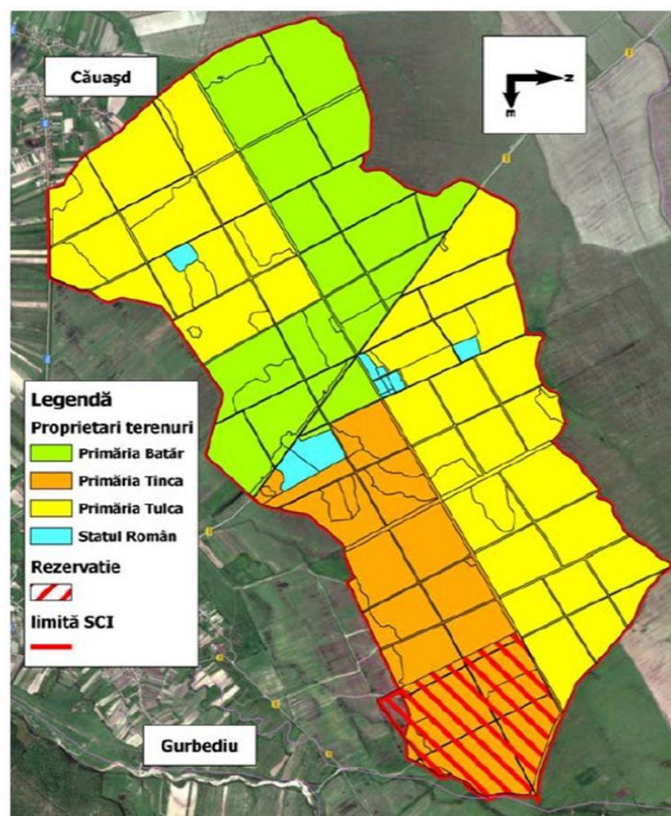 Căuașd
N
E
Legendă
Proprietari terenuri
Primăria Batăr
Primăria Tinca
Primăria Tulca
Statul Român
Rezervatie
limită SCI
Gurbediu